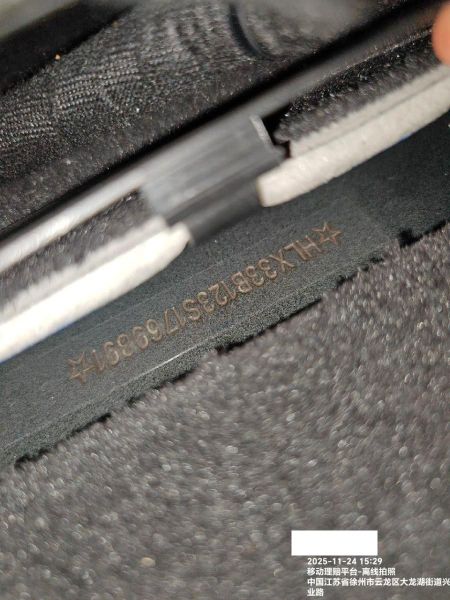 ☆HLX33B123S1769891☆
2025-11-24 15:29
移动理赔平台-离线拍照
中国江苏省徐州市云龙区大龙湖街道兴
业路